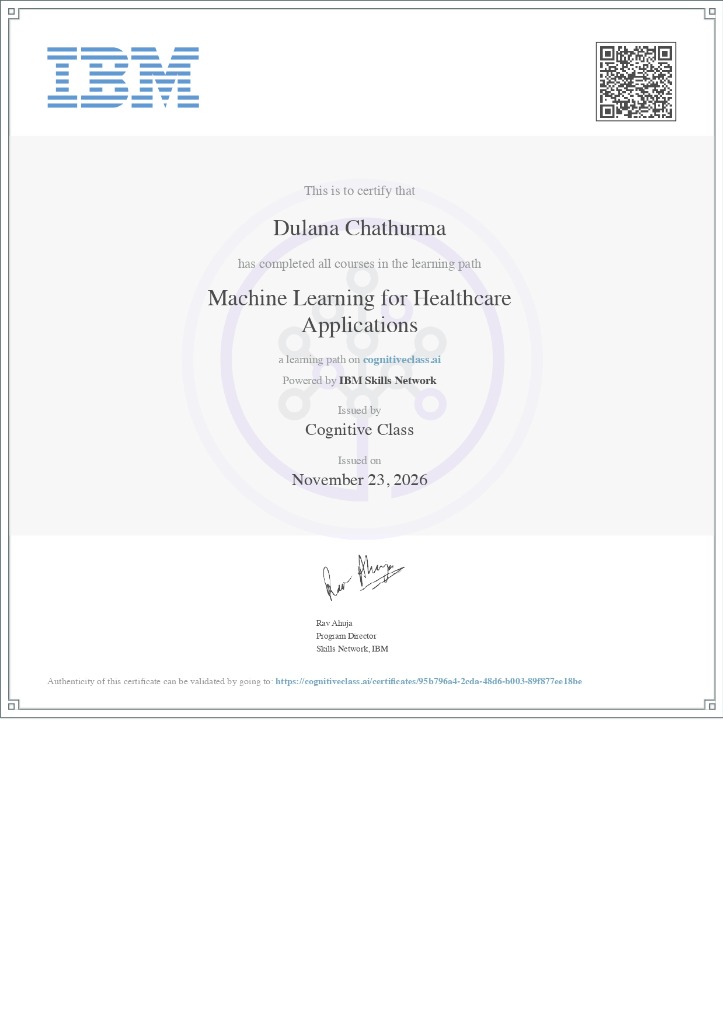 IBM
This is to certify that
Dulana Chathurma
has completed all courses in the learning path
Machine Learning for Healthcare
Applications
a learning path on cognitiveclass.ai
Powered by IBM Skills Network
Issued by
Cognitive Class
Issued on
November 23, 2026
Rav Ahuja
Program Director
Skills Network, IBM
Authenticity of this certificate can be validated by going to: https://cognitiveclass.ai/certificates/95b796a4-2eda-48d6-b003-89f877ee18be